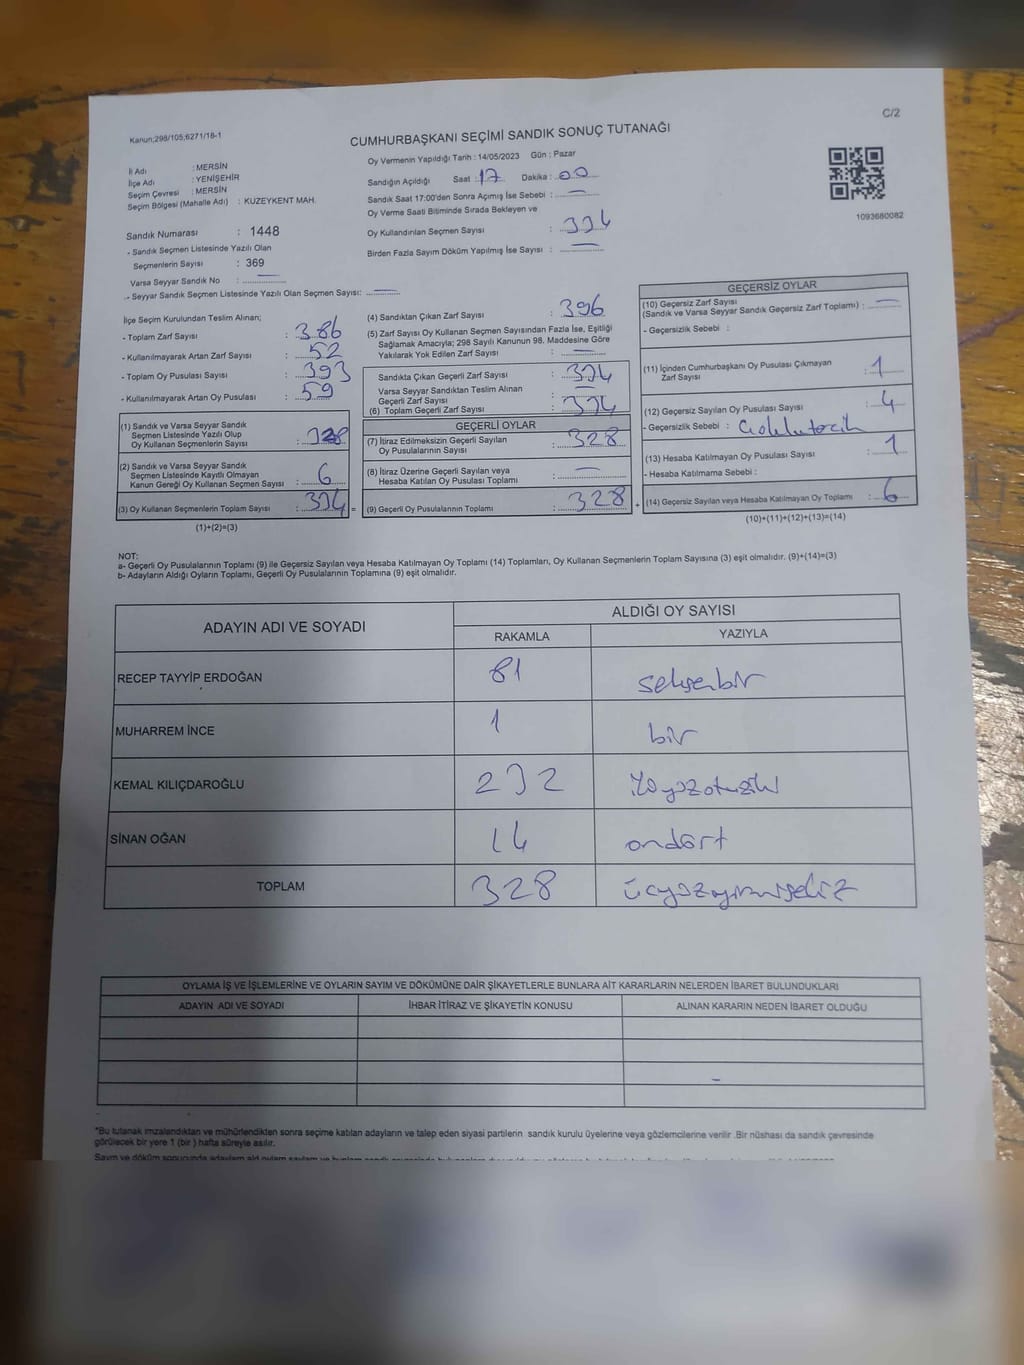 C/2
Kanun;298/105;6271/18-1
CUMHURBAŞKANI SEÇİMİ SANDIK SONUÇ TUTANAĞI
1093680082
İl Adı : MERSİN
İlçe Adı : YENİŞEHİR
Seçim Çevresi : MERSİN
Seçim Bölgesi (Mahalle Adı) : KUZEYKENT MAH.
Sandık Numarası : 1448
- Sandık Seçmen Listesinde Yazılı Olan
Seçmenlerin Sayısı : 369
Varsa Seyyar Sandık No : —
- Seyyar Sandık Seçmen Listesinde Yazılı Olan Seçmen Sayısı: —
Oy Vermenin Yapıldığı Tarih : 14/05/2023 Gün : Pazar
Sandığın Açıldığı Saat : 17 Dakika : 00
Sandık Saat 17:00'den Sonra Açımış İse Sebebi : —
Oy Verme Saati Bitiminde Sırada Bekleyen ve
Oy Kullandırılan Seçmen Sayısı : 334
Birden Fazla Sayım Döküm Yapılmış İse Sayısı : —
İlçe Seçim Kurulundan Teslim Alınan;
- Toplam Zarf Sayısı : 386
- Kullanılmayarak Artan Zarf Sayısı : 52
- Toplam Oy Pusulası Sayısı : 393
- Kullanılmayarak Artan Oy Pusulası : 59
(1) Sandık ve Varsa Seyyar Sandık
Seçmen Listesinde Yazılı Olup
Oy Kullanan Seçmenlerin Sayısı : 328
(2) Sandık ve Varsa Seyyar Sandık
Seçmen Listesinde Kayıtlı Olmayan
Kanun Gereği Oy Kullanan Seçmen Sayısı : 6
(3) Oy Kullanan Seçmenlerin Toplam Sayısı : 334 =
(1)+(2)=(3)
(4) Sandıktan Çıkan Zarf Sayısı : 396
(5) Zarf Sayısı Oy Kullanan Seçmen Sayısından Fazla İse, Eşitliği
Sağlamak Amacıyla; 298 Sayılı Kanunun 98. Maddesine Göre
Yakılarak Yok Edilen Zarf Sayısı : —
Sandıkta Çıkan Geçerli Zarf Sayısı : 334
Varsa Seyyar Sandıktan Teslim Alınan
Geçerli Zarf Sayısı : —
(6) Toplam Geçerli Zarf Sayısı : 334
GEÇERLİ OYLAR
(7) İtiraz Edilmeksizin Geçerli Sayılan
Oy Pusulalarının Sayısı : 328
(8) İtiraz Üzerine Geçerli Sayılan veya
Hesaba Katılan Oy Pusulası Toplamı : —
(9) Geçerli Oy Pusulalarının Toplamı : 328 +
GEÇERSİZ OYLAR
(10) Geçersiz Zarf Sayısı
(Sandık ve Varsa Seyyar Sandık Geçersiz Zarf Toplamı) : —
- Geçersizlik Sebebi :
(11) İçinden Cumhurbaşkanı Oy Pusulası Çıkmayan
Zarf Sayısı : 1
(12) Geçersiz Sayılan Oy Pusulası Sayısı : 4
- Geçersizlik Sebebi :
(13) Hesaba Katılmayan Oy Pusulası Sayısı : 1
- Hesaba Katılmama Sebebi :
(14) Geçersiz Sayılan veya Hesaba Katılmayan Oy Toplamı : 6
(10)+(11)+(12)+(13)=(14)
NOT:
a- Geçerli Oy Pusulalarının Toplamı (9) ile Geçersiz Sayılan veya Hesaba Katılmayan Oy Toplamı (14) Toplamları, Oy Kullanan Seçmenlerin Toplam Sayısına (3) eşit olmalıdır. (9)+(14)=(3)
b- Adayların Aldığı Oyların Toplamı, Geçerli Oy Pusulalarının Toplamına (9) eşit olmalıdır.
ADAYIN ADI VE SOYADI ALDIĞI OY SAYISI
RAKAMLA YAZIYLA
RECEP TAYYİP ERDOĞAN 81 seksenbir
MUHARREM İNCE 1 bir
KEMAL KILIÇDAROĞLU 232 ikiyüzotuziki
SİNAN OĞAN 14 ondört
TOPLAM 328 üçyüzyirmisekiz
OYLAMA İŞ VE İŞLEMLERİNE VE OYLARIN SAYIM VE DÖKÜMÜNE DAİR ŞİKAYETLERLE BUNLARA AİT KARARLARIN NELERDEN İBARET BULUNDUKLARI
ADAYIN ADI VE SOYADI İHBAR İTİRAZ VE ŞİKAYETİN KONUSU ALINAN KARARIN NEDEN İBARET OLDUĞU
*Bu tutanak imzalandıktan ve mühürlendikten sonra seçime katılan adayların ve talep eden siyasi partilerin sandık kurulu üyelerine veya gözlemcilerine verilir .Bir nüshası da sandık çevresinde
görülecek bir yere 1 (bir ) hafta süreyle asılır.